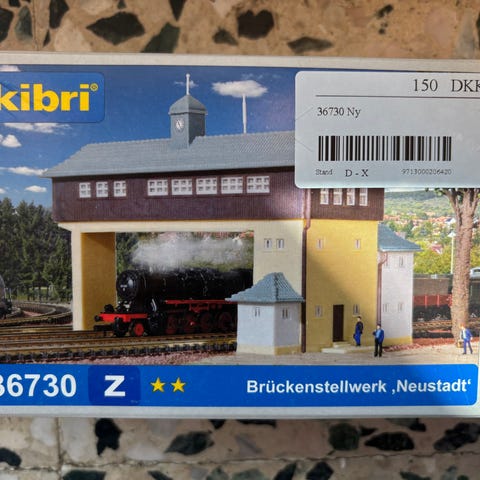 kibri®
150 DKK
36730 Ny
Stand D-X 9713000206420
36730 Z Brückenstellwerk ‚Neustadt‘